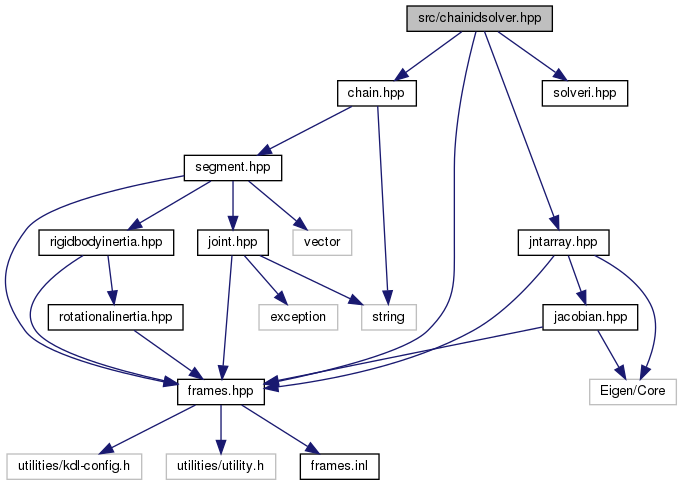 src/chainidsolver.hpp
chain.hpp
solveri.hpp
segment.hpp
rigidbodyinertia.hpp
joint.hpp
vector
jntarray.hpp
rotationalinertia.hpp
exception
string
jacobian.hpp
frames.hpp
Eigen/Core
utilities/kdl-config.h
utilities/utility.h
frames.inl